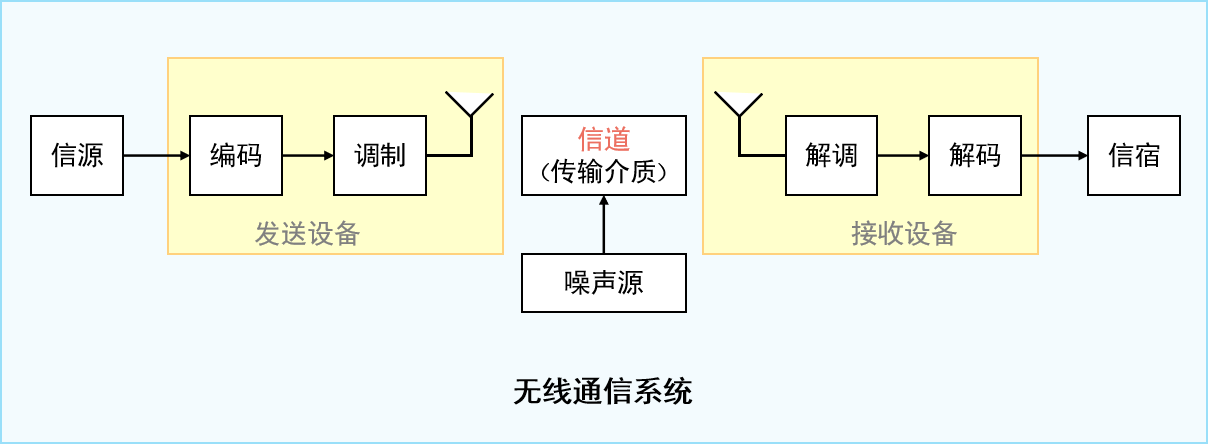 信源
编码
调制
发送设备
信道
（传输介质）
噪声源
解调
解码
接收设备
信宿
无线通信系统